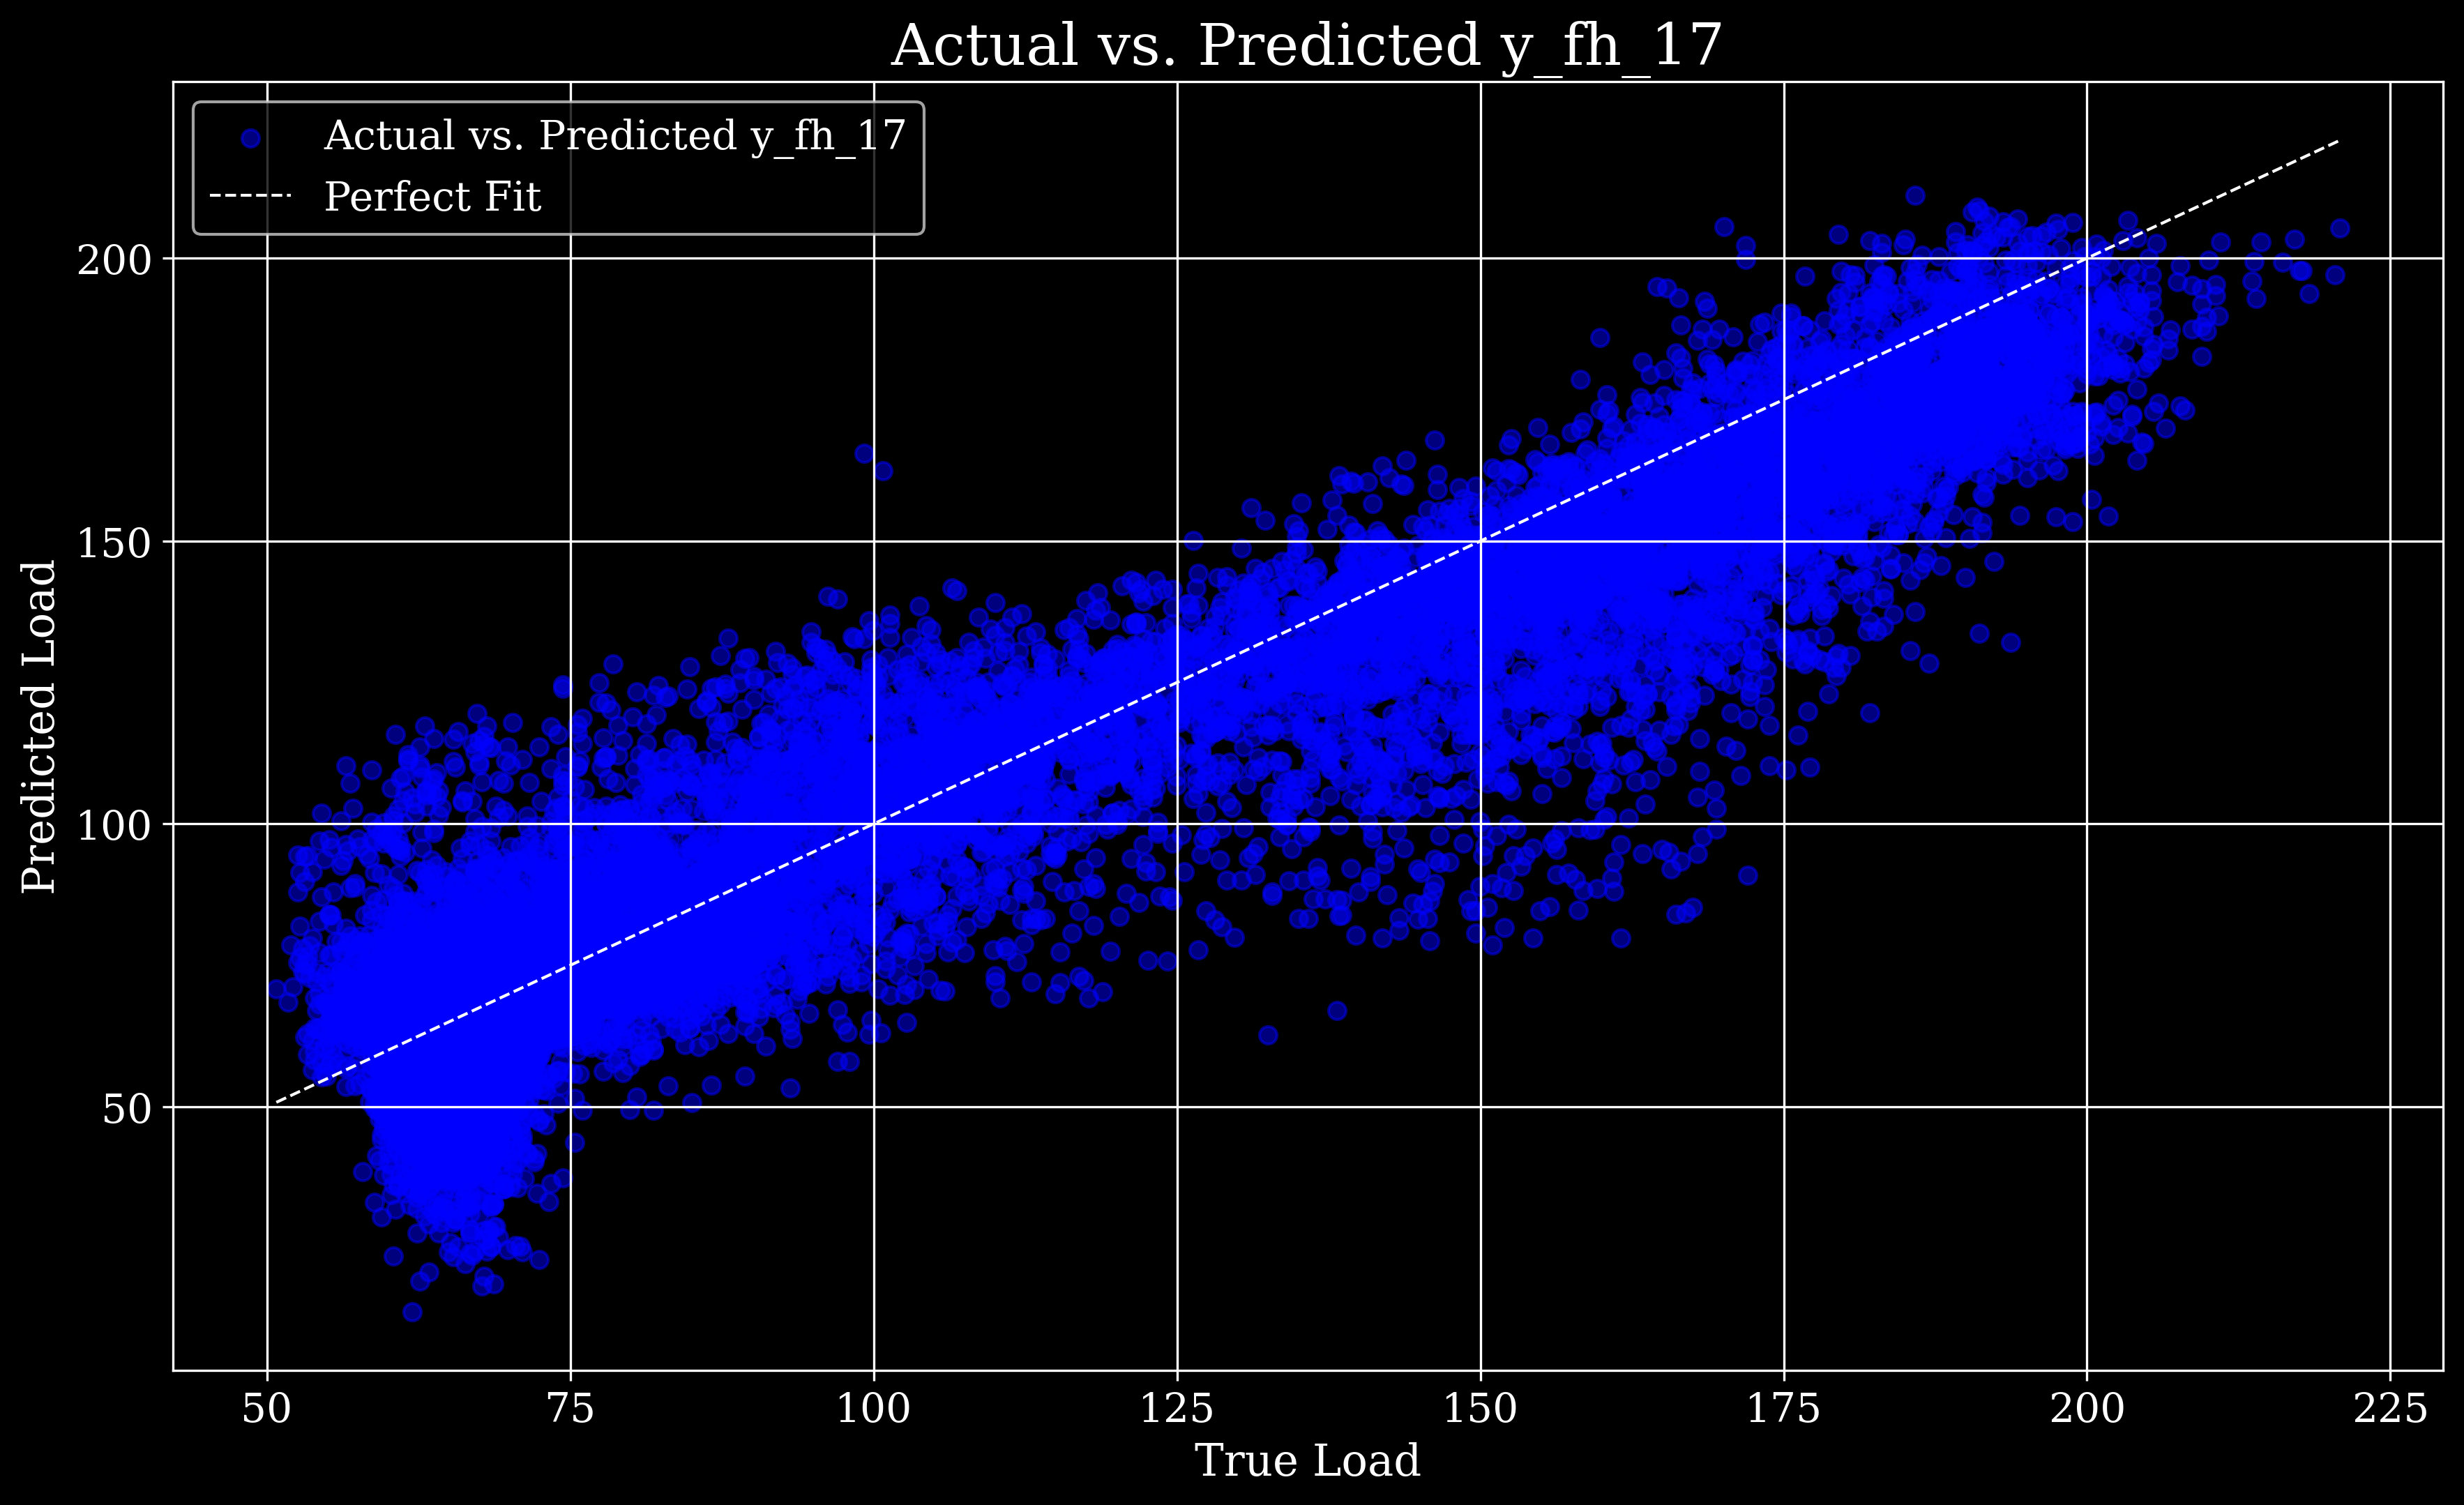 Actual vs. Predicted y_fh_17
Actual vs. Predicted y_fh_17
Perfect Fit
200
150
100
50
Predicted Load
50 75 100 125 150 175 200 225
True Load